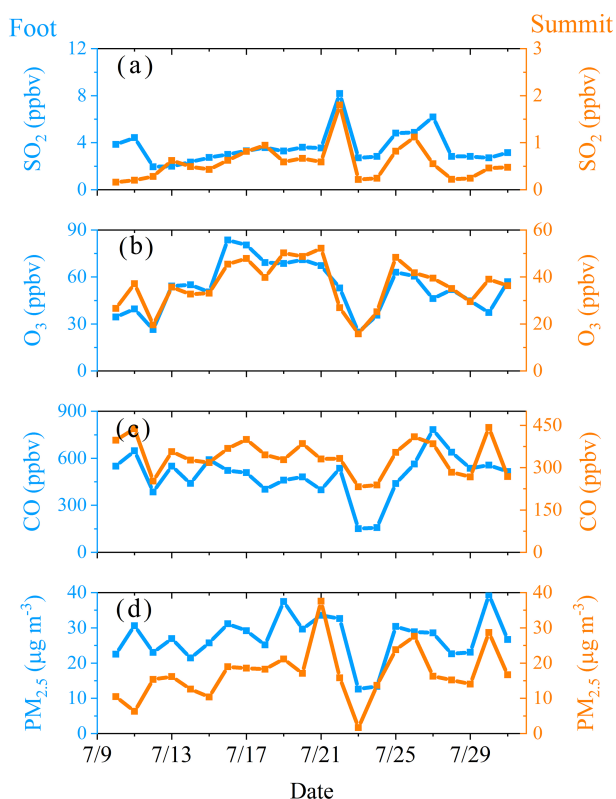 Foot
Summit
(a)
12
8
4
0
SO₂ (ppbv)
3
2
1
0
SO₂ (ppbv)
(b)
90
60
30
0
O₃ (ppbv)
60
40
20
0
O₃ (ppbv)
(c)
900
600
300
0
CO (ppbv)
450
300
150
0
CO (ppbv)
(d)
40
30
20
10
0
PM₂.₅ (μg m⁻³)
40
30
20
10
0
PM₂.₅ (μg m⁻³)
7/9 7/13 7/17 7/21 7/25 7/29
Date